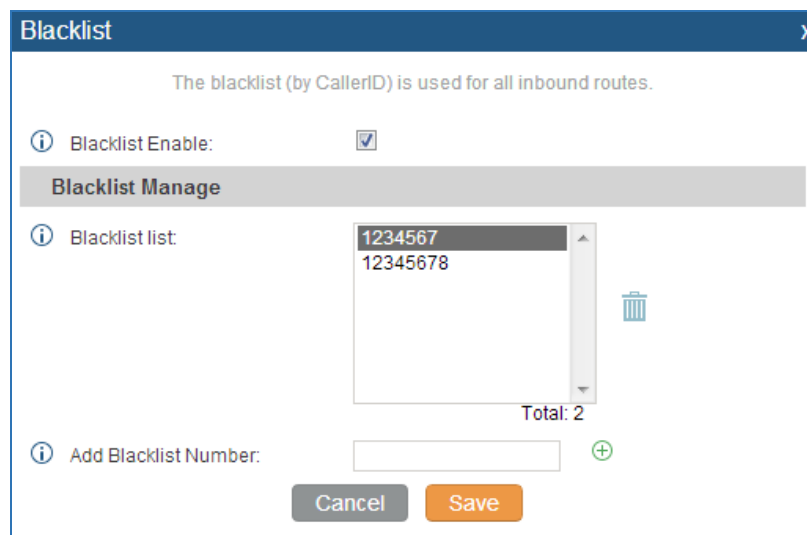 Blacklist x
The blacklist (by CallerID) is used for all inbound routes.
Blacklist Enable:
Blacklist Manage
Blacklist list:
1234567
12345678
Total: 2
Add Blacklist Number:
Cancel Save